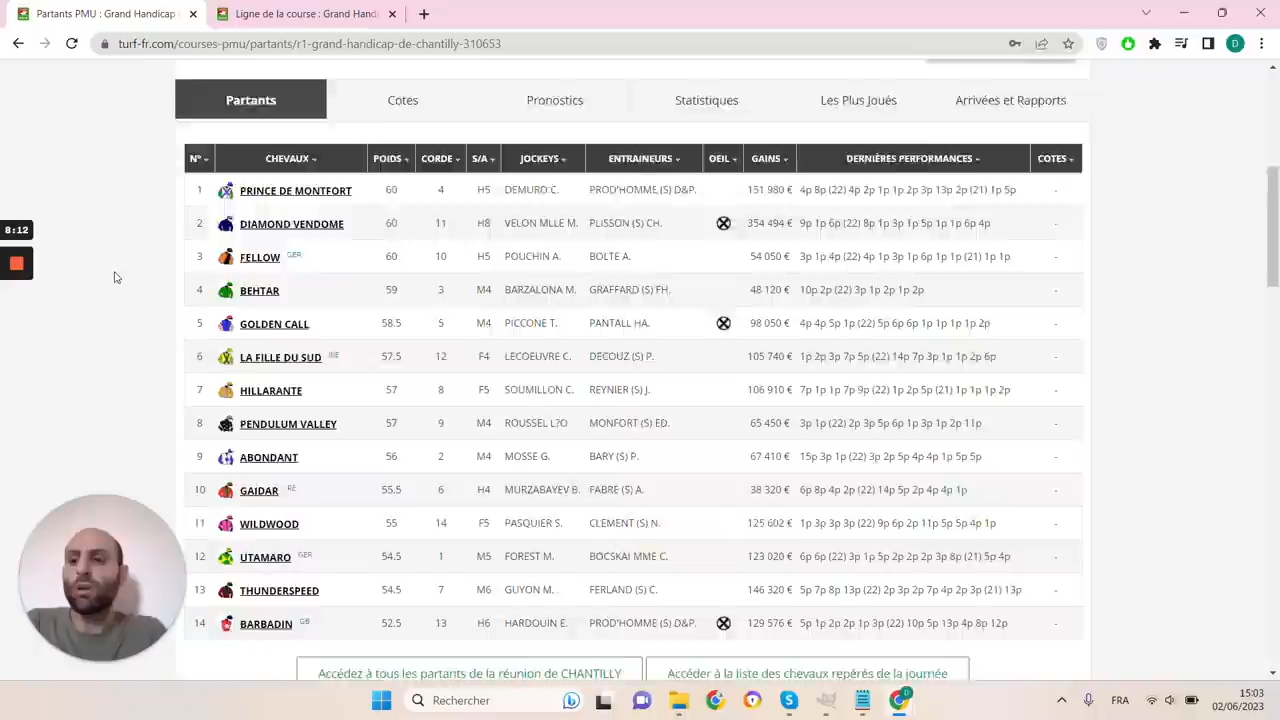 Partants PMU : Grand Handicap
Ligne de la course : Grand Handi
turf-fr.com/courses-pmu/partants/r1-grand-handicap-de-chantilly-310653
D
Partants Cotes Pronostics Statistiques Les Plus Joués Arrivées et Rapports
N° CHEVAUX POIDS CORDE S/A JOCKEYS ENTRAINEURS OEIL GAINS DERNIÈRES PERFORMANCES COTES
1 PRINCE DE MONTFORT 60 4 H5 DEMURO C. PROD'HOMME (S) D&P. 151 980 € 4p 8p (22) 4p 2p 1p 1p 2p 3p 13p 2p (21) 1p 5p -
2 DIAMOND VENDOME 60 11 H8 VELON MLLE M. PLISSON (S) CH. 354 494 € 9p 1p 6p (22) 8p 1p 3p 1p 5p 1p 1p 6p 4p -
3 FELLOW GER 60 10 H5 POUCHIN A. BOLTE A. 54 050 € 3p 1p 4p (22) 4p 1p 3p 1p 6p 1p 1p (21) 1p 1p -
4 BEHTAR 59 3 M4 BARZALONA M. GRAFFARD (S) FH. 48 120 € 10p 2p (22) 3p 1p 2p 1p 2p -
5 GOLDEN CALL 58.5 5 M4 PICCONE T. PANTALL HA. 98 050 € 4p 4p 5p 1p (22) 5p 6p 6p 1p 1p 1p 1p 2p -
6 LA FILLE DU SUD 57.5 12 F4 LECOEUVRE C. DECOUZ (S) P. 105 740 € 1p 2p 3p 7p 5p (22) 14p 7p 3p 1p 1p 2p 6p -
7 HILLARANTE 57 8 F5 SOUMILLON C. REYNIER (S) J. 106 910 € 7p 1p 1p 7p 9p (22) 1p 2p 5p (21) 1p 1p 1p 2p -
8 PENDULUM VALLEY 57 9 M4 ROUSSEL L?O MONFORT (S) ED. 65 450 € 3p 1p (22) 2p 3p 5p 6p 1p 3p 1p 2p 11p -
9 ABONDANT 56 2 M4 MOSSE G. BARY (S) P. 67 410 € 15p 3p 1p (22) 3p 2p 5p 4p 4p 1p 5p 5p -
10 GAIDAR 55.5 6 H4 MURZABAYEV B. FABRE (S) A. 38 320 € 6p 8p 4p 2p (22) 14p 5p 2p 4p 4p 1p -
11 WILDWOOD 55 14 F5 PASQUIER S. CLEMENT (S) N. 125 602 € 1p 3p 3p 3p (22) 9p 6p 2p 11p 5p 5p 4p 1p -
12 UTAMARO GER 54.5 1 M5 FOREST M. BOCSKAI MME C. 123 020 € 6p 6p (22) 3p 1p 5p 2p 2p 2p 3p 8p (21) 5p 4p -
13 THUNDERSPEED 54.5 7 M6 GUYON M. FERLAND (S) C. 146 320 € 5p 7p 8p 13p (22) 2p 3p 2p 7p 4p 2p 3p (21) 13p -
14 BARBADIN GB 52.5 13 H6 HARDOUIN E. PROD'HOMME (S) D&P. 129 576 € 5p 1p 2p 2p 1p 3p (22) 10p 5p 13p 4p 8p 12p -
Accédez à tous les partants de la réunion de CHANTILLY
Accéder à la liste des chevaux repérés de la journée
8:12
Rechercher
FRA
15:03
02/06/2023